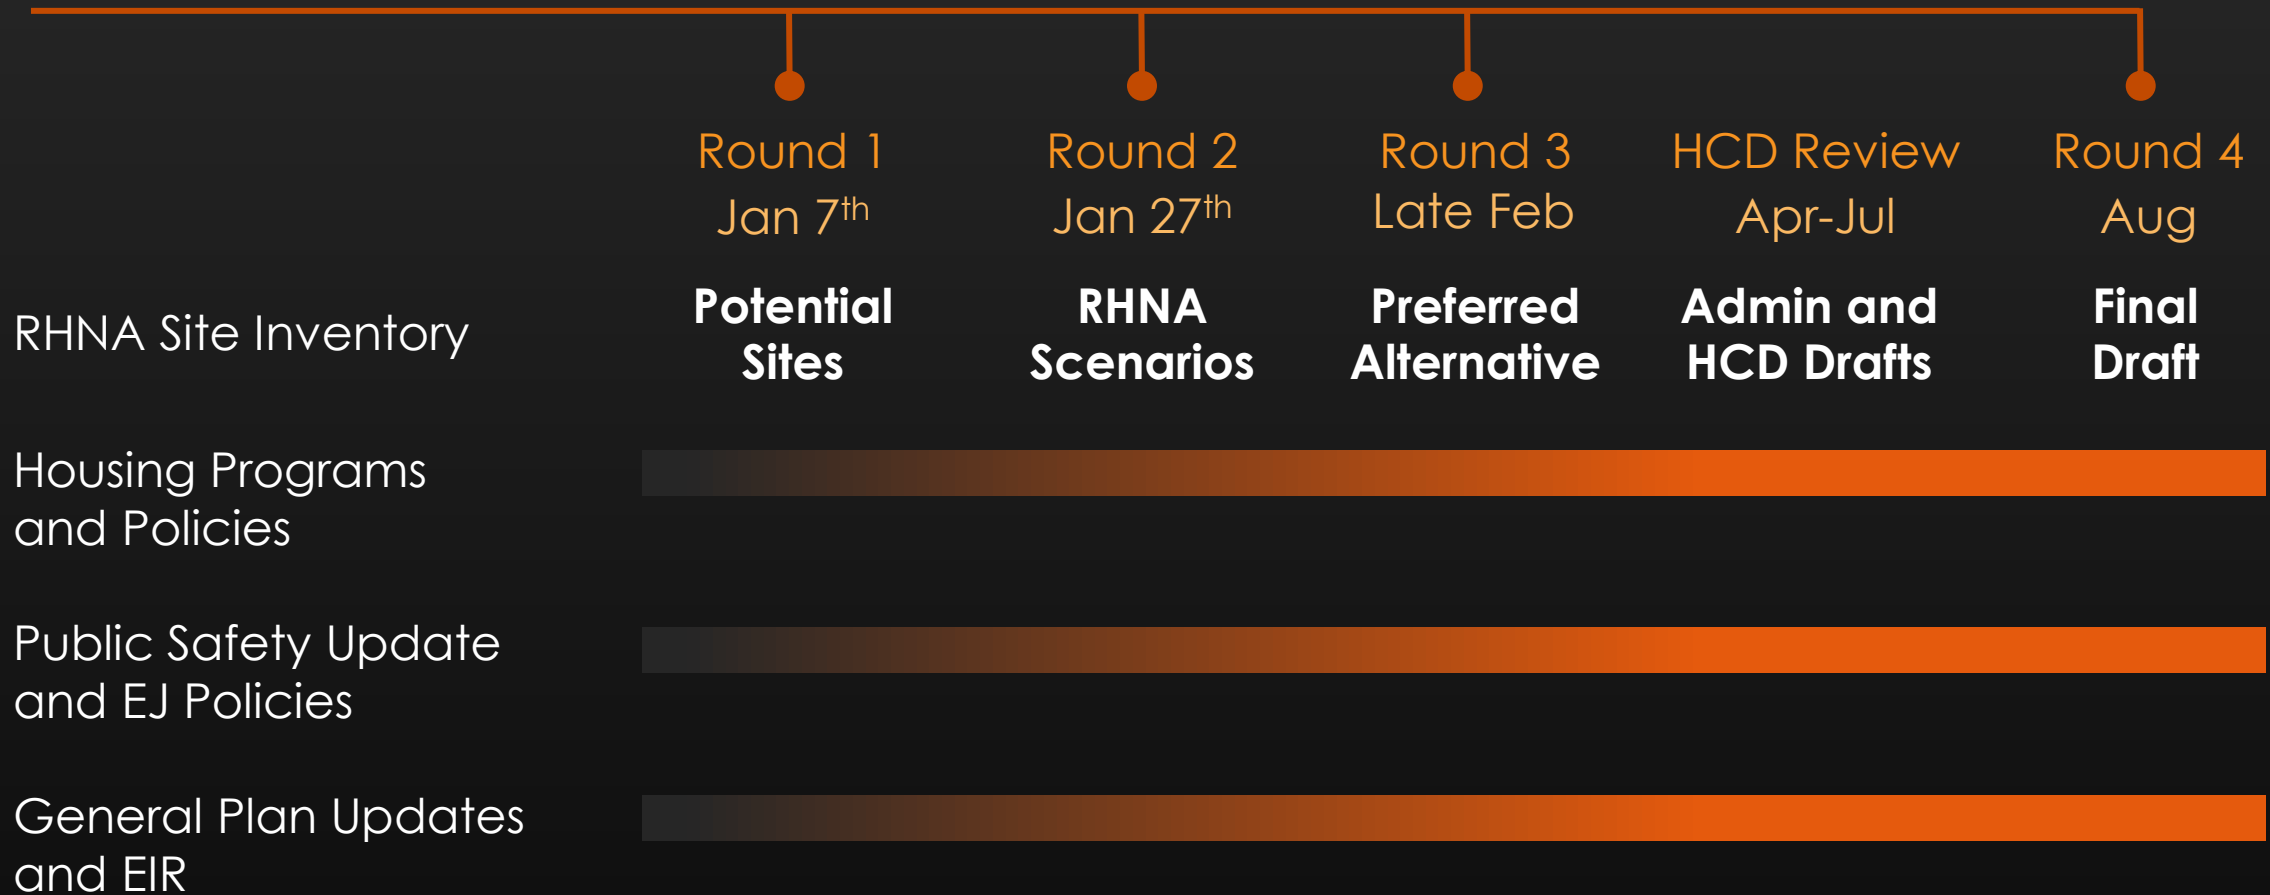 Round 1
Round 2
Round 3
HCD Review
Round 4
Jan 7th
Jan 27th
Late Feb
Apr-Jul
Aug
RHNA Site Inventory
Potential
Sites
RHNA
Scenarios
Preferred
Alternative
Admin and
HCD Drafts
Final
Draft
Housing Programs
and Policies
Public Safety Update
and EJ Policies
General Plan Updates
and EIR